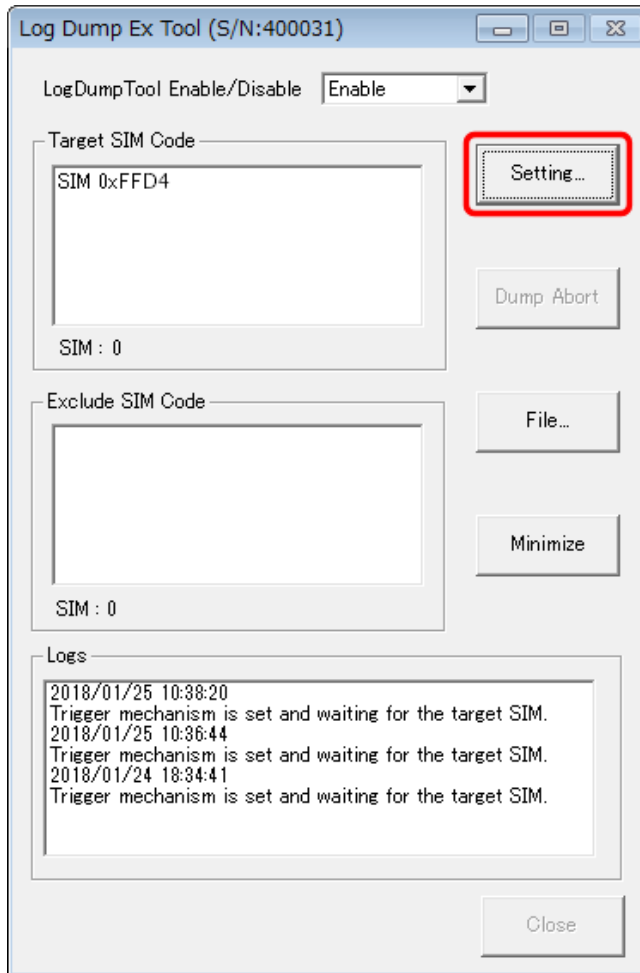 Log Dump Ex Tool (S/N:400031)
LogDumpTool Enable/Disable Enable
Target SIM Code
SIM 0xFFD4
SIM : 0
Setting...
Dump Abort
Exclude SIM Code
SIM : 0
File...
Minimize
Logs
2018/01/25 10:38:20
Trigger mechanism is set and waiting for the target SIM.
2018/01/25 10:36:44
Trigger mechanism is set and waiting for the target SIM.
2018/01/24 18:34:41
Trigger mechanism is set and waiting for the target SIM.
Close